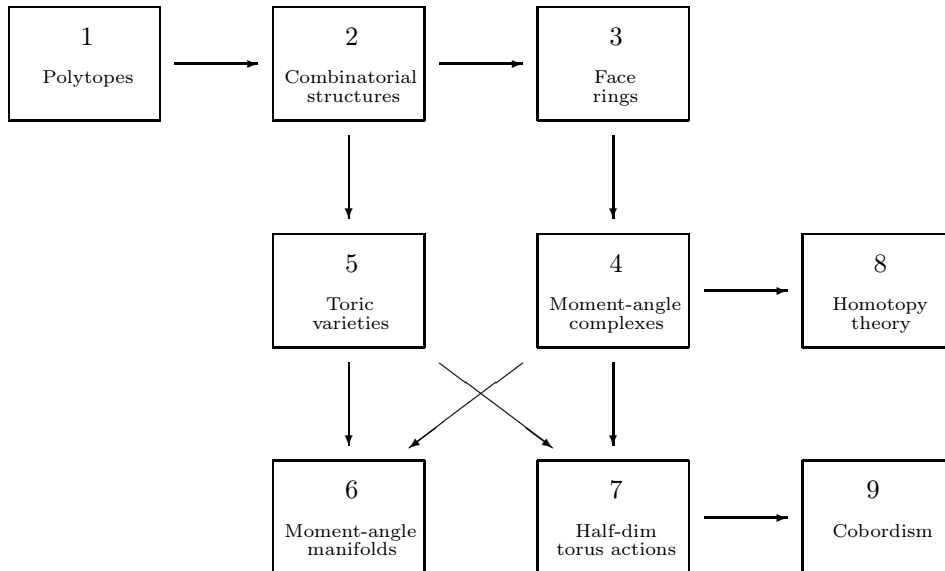 1
Polytopes
2
Combinatorial
structures
3
Face
rings
5
Toric
varieties
4
Moment-angle
complexes
8
Homotopy
theory
6
Moment-angle
manifolds
7
Half-dim
torus actions
9
Cobordism